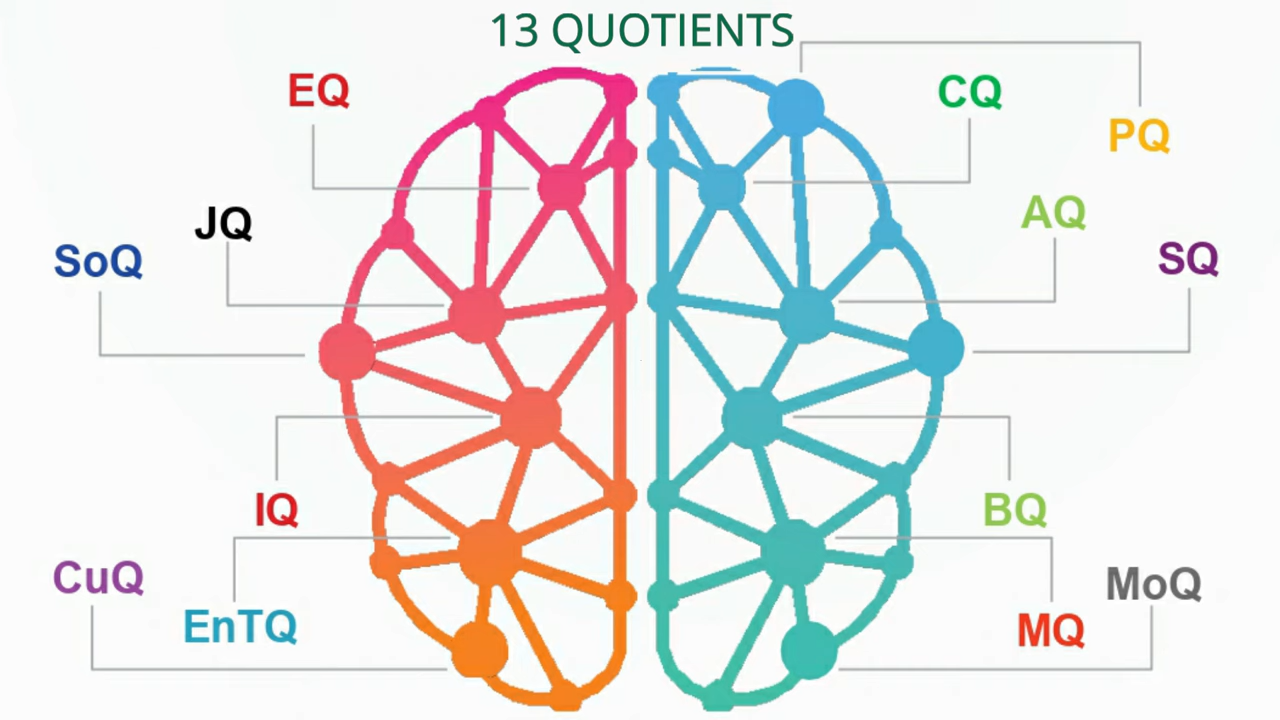 13 QUOTIENTS
EQ
CQ
PQ
JQ
AQ
SoQ
SQ
IQ
BQ
CuQ
MoQ
EnTQ
MQ